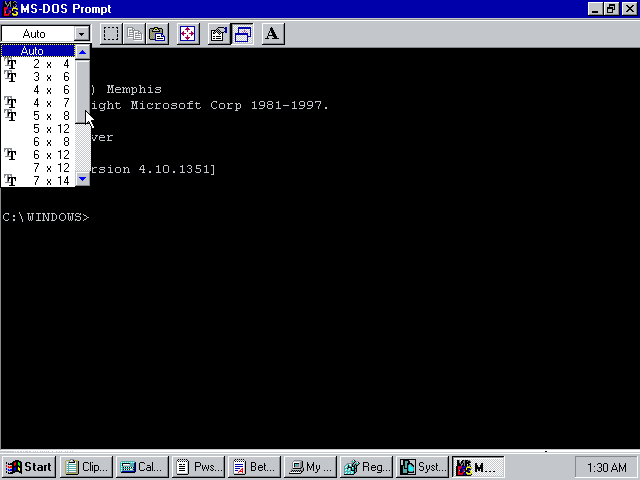 MS-DOS Prompt
Auto
A
Auto
2 x 4
3 x 6
4 x 6
) Memphis
4 x 7
ight Microsoft Corp 1981-1997.
5 x 8
5 x 12
ver
6 x 8
6 x 12
7 x 12
rsion 4.10.1351]
7 x 14
C:\WINDOWS>
Start
Clip...
Cal...
Pws...
Bet...
My ...
Reg...
Syst...
M...
1:30 AM